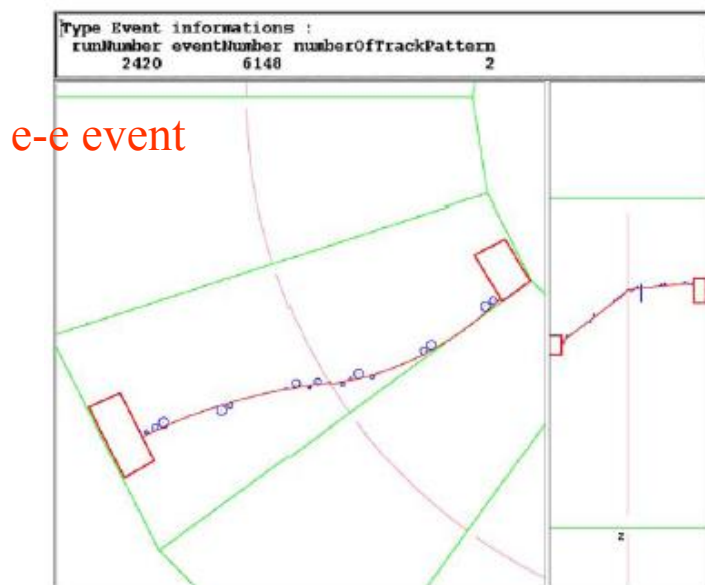 Type Event informations :
runNumber eventNumber numberOfTrackPattern
2420 6148 2
e-e event
z